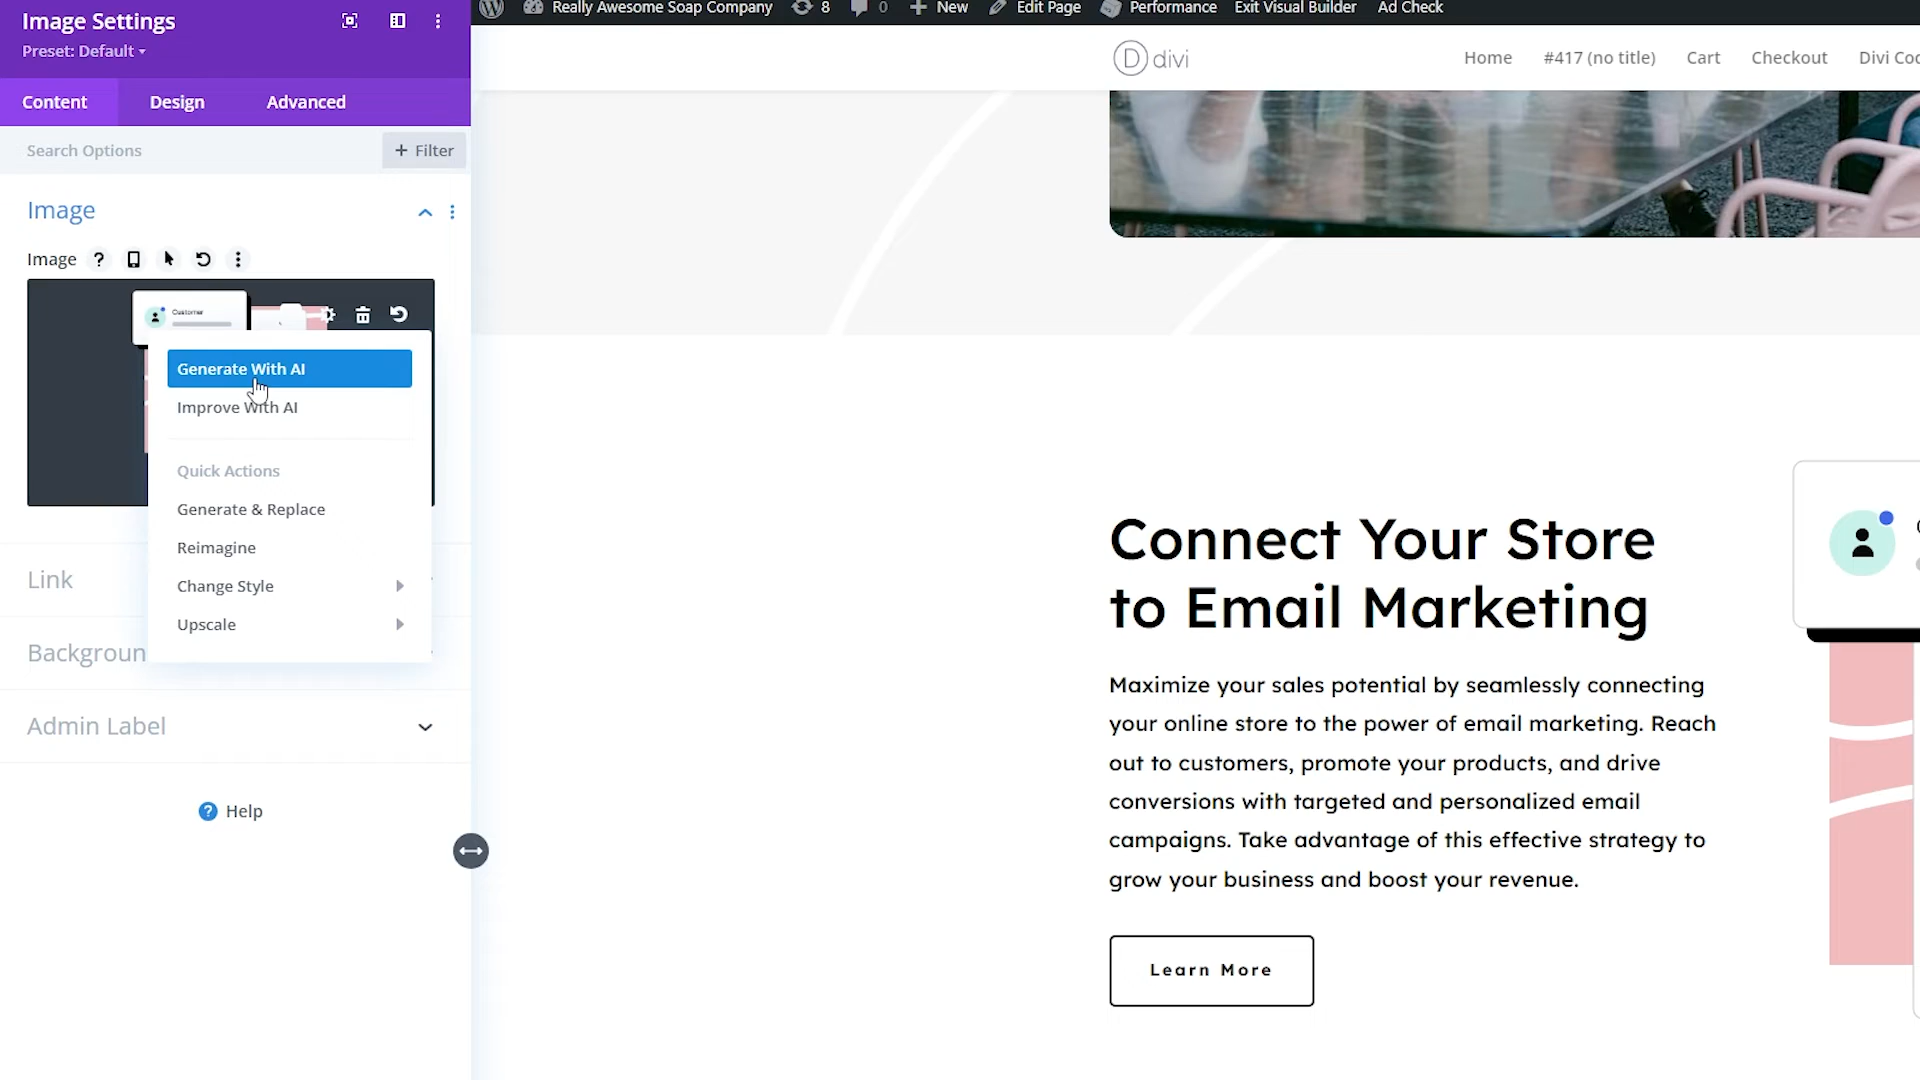 Image Settings
Preset: Default
Content
Design
Advanced
Search Options
+ Filter
Image
Image ?
Customer
Generate With AI
Improve With AI
Quick Actions
Generate & Replace
Reimagine
Change Style
Upscale
Link
Backgroun
Admin Label
? Help
Really Awesome Soap Company
8
0
+ New
Edit Page
Performance
Exit Visual Builder
Ad Check
D divi
Home
#417 (no title)
Cart
Checkout
Divi Coo
Connect Your Store
to Email Marketing
Maximize your sales potential by seamlessly connecting
your online store to the power of email marketing. Reach
out to customers, promote your products, and drive
conversions with targeted and personalized email
campaigns. Take advantage of this effective strategy to
grow your business and boost your revenue.
Learn More